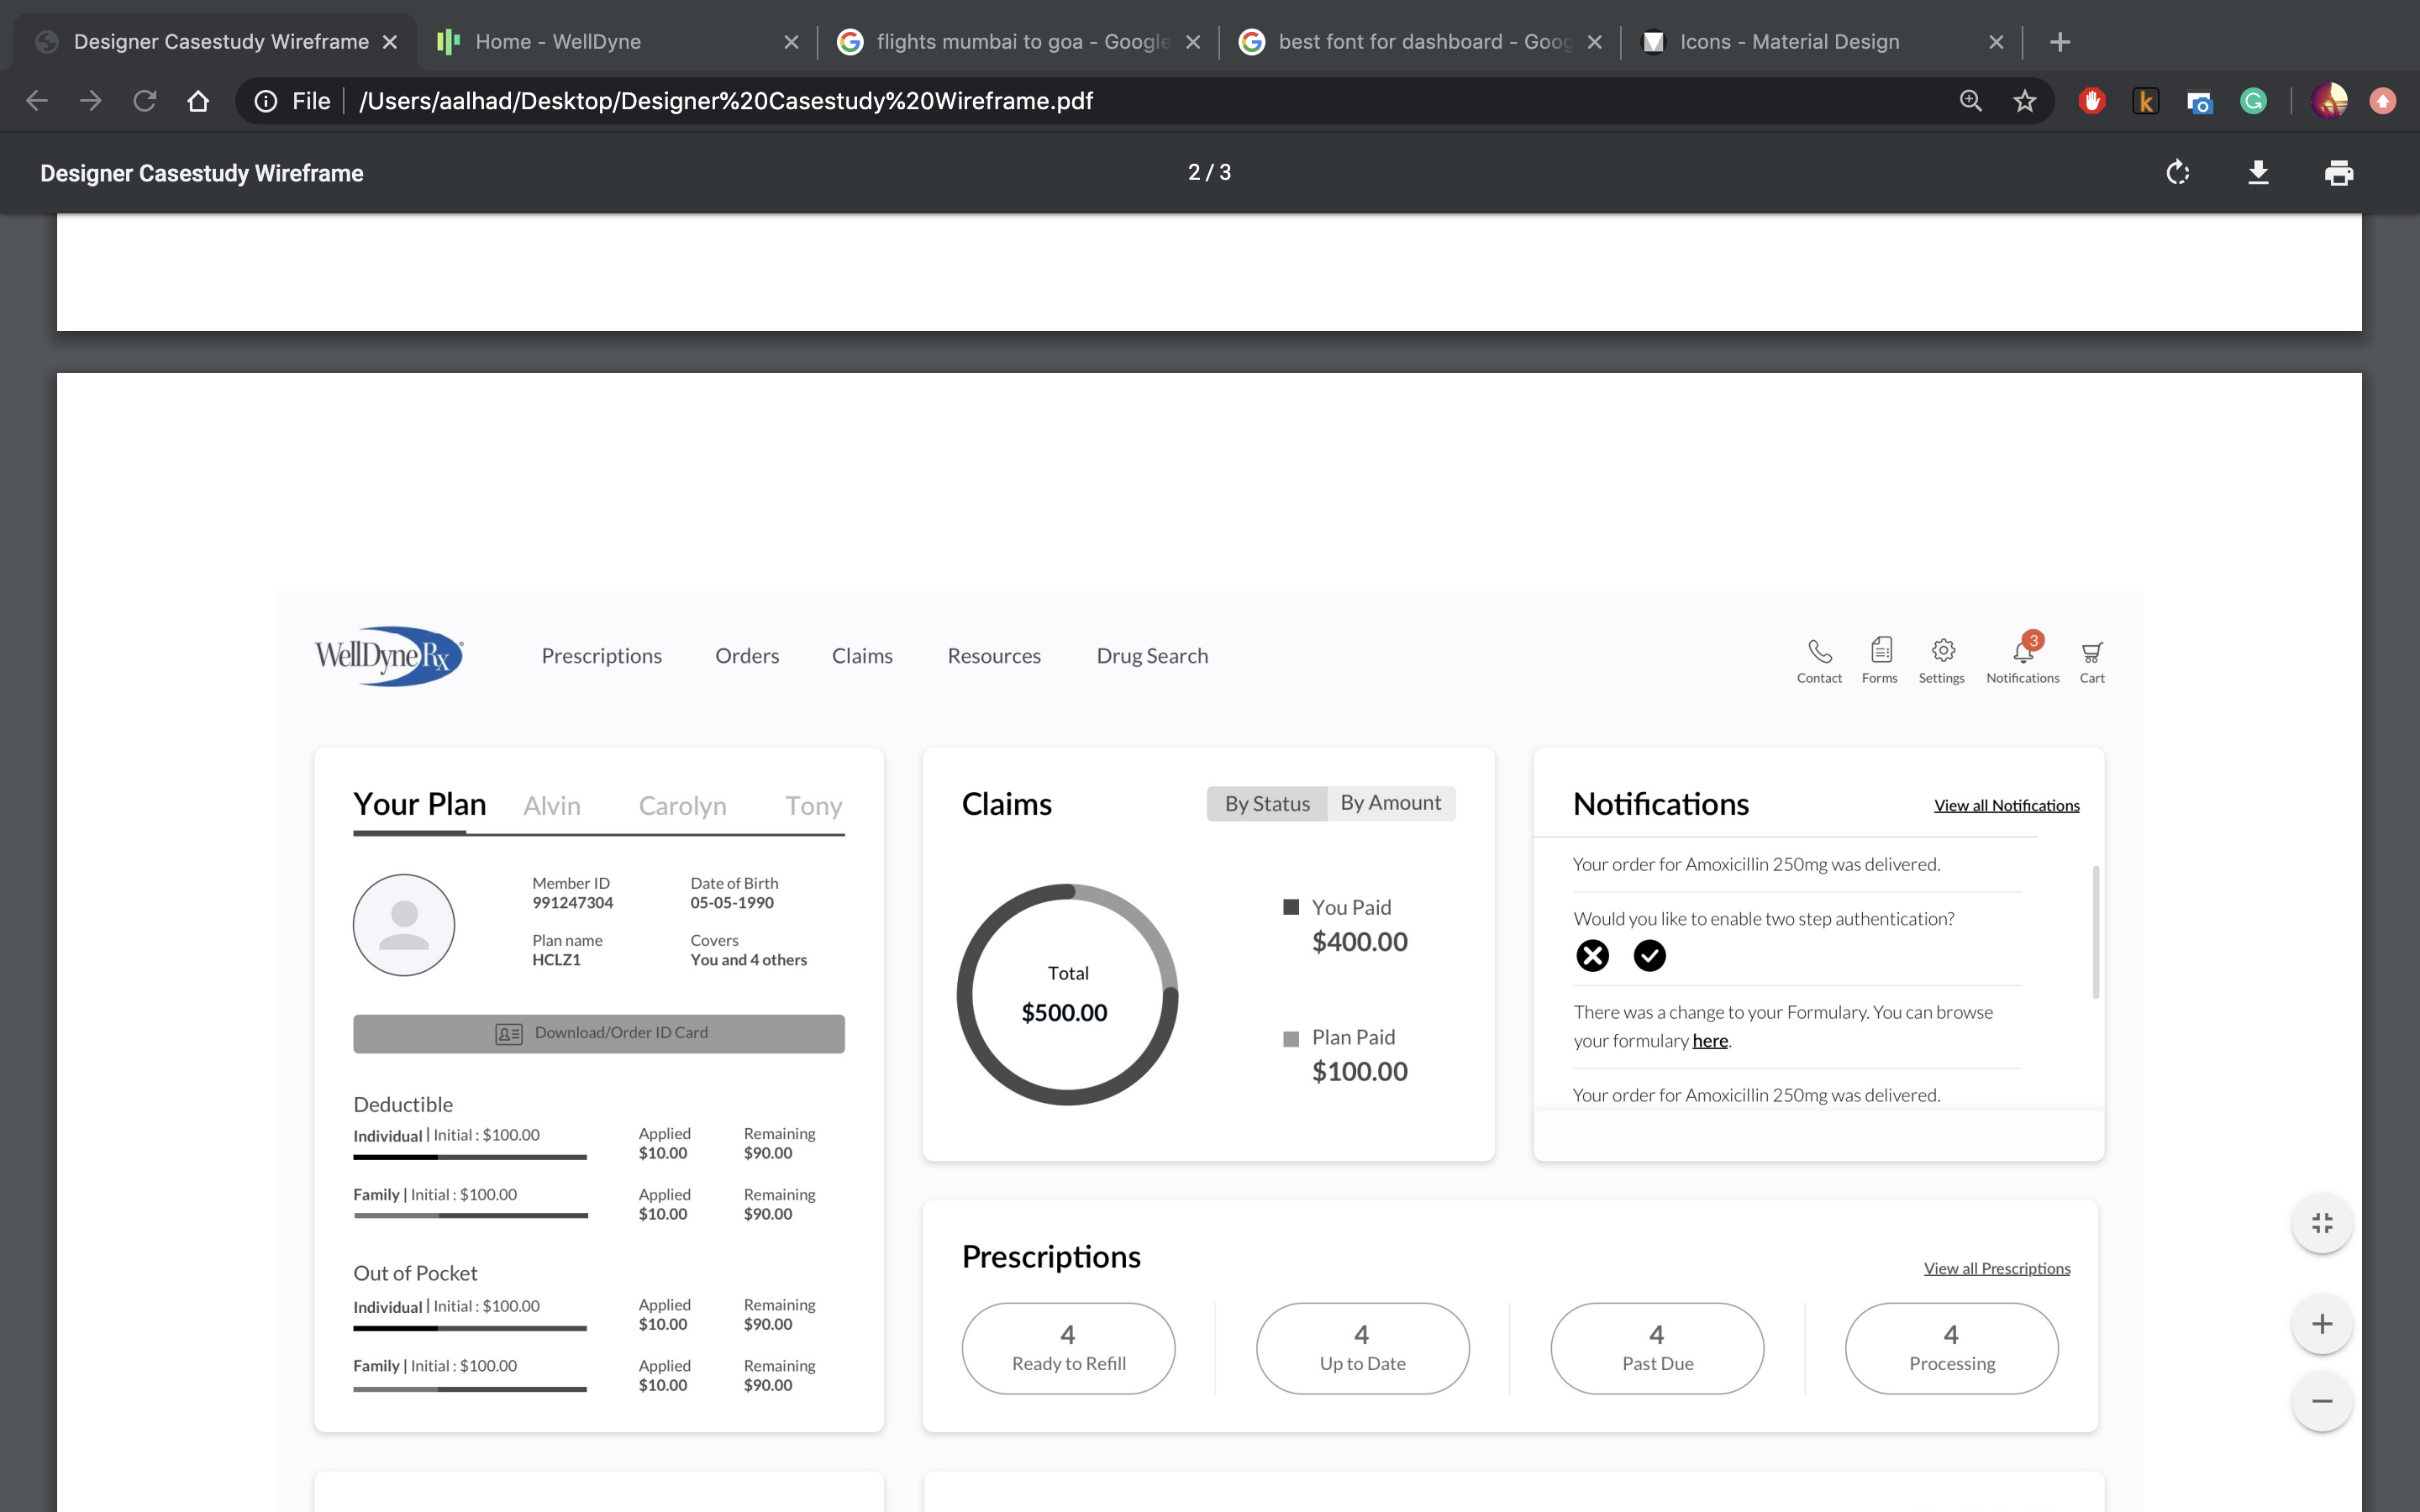 Designer Casestudy Wireframe
Home - WellDyne
flights mumbai to goa - Google
best font for dashboard - Goog
Icons - Material Design
File
/Users/aalhad/Desktop/Designer%20Casestudy%20Wireframe.pdf
Designer Casestudy Wireframe
2 / 3
WellDyneRx
Prescriptions
Orders
Claims
Resources
Drug Search
Contact
Forms
Settings
3
Notifications
Cart
Your Plan
Alvin
Carolyn
Tony
Member ID
991247304
Date of Birth
05-05-1990
Plan name
HCLZ1
Covers
You and 4 others
Download/Order ID Card
Deductible
Individual | Initial : $100.00
Applied
$10.00
Remaining
$90.00
Family | Initial : $100.00
Applied
$10.00
Remaining
$90.00
Out of Pocket
Individual | Initial : $100.00
Applied
$10.00
Remaining
$90.00
Family | Initial : $100.00
Applied
$10.00
Remaining
$90.00
Claims
By Status
By Amount
Total
$500.00
You Paid
$400.00
Plan Paid
$100.00
Notifications
View all Notifications
Your order for Amoxicillin 250mg was delivered.
Would you like to enable two step authentication?
There was a change to your Formulary. You can browse
your formulary here.
Your order for Amoxicillin 250mg was delivered.
Prescriptions
View all Prescriptions
4
Ready to Refill
4
Up to Date
4
Past Due
4
Processing